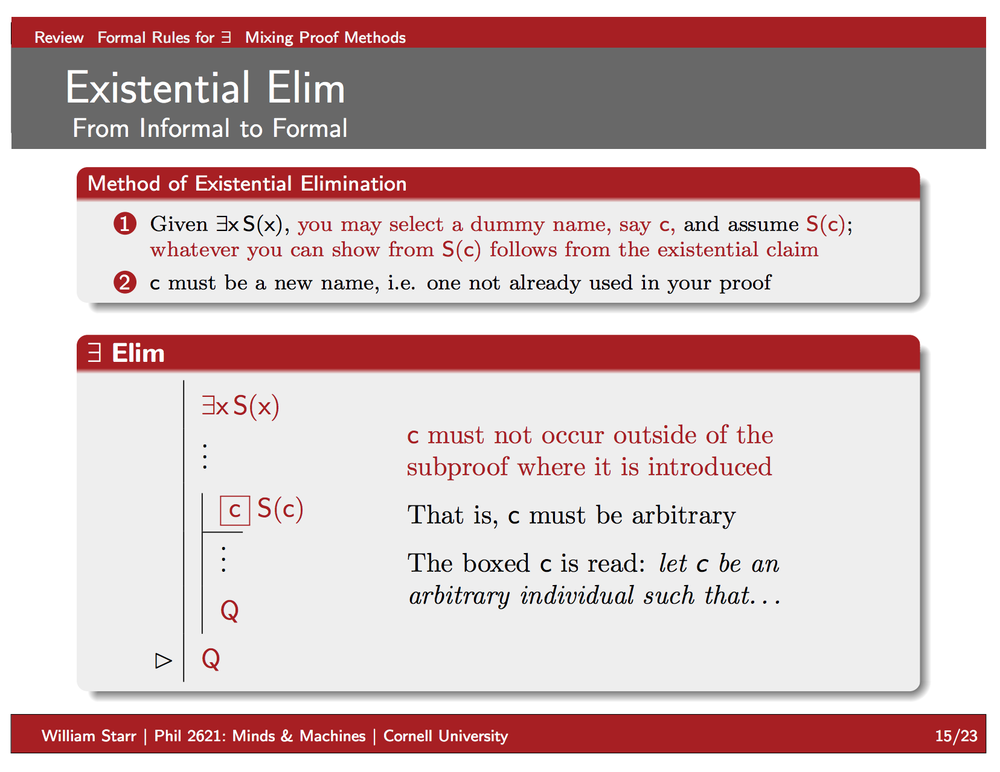 Review Formal Rules for ∃ Mixing Proof Methods
Existential Elim
From Informal to Formal
Method of Existential Elimination
1 Given ∃x S(x), you may select a dummy name, say c, and assume S(c);
whatever you can show from S(c) follows from the existential claim
2 c must be a new name, i.e. one not already used in your proof
∃ Elim
∃x S(x)
⋮
c S(c)
⋮
Q
▷ Q
c must not occur outside of the
subproof where it is introduced
That is, c must be arbitrary
The boxed c is read: let c be an
arbitrary individual such that...
William Starr | Phil 2621: Minds & Machines | Cornell University
15/23